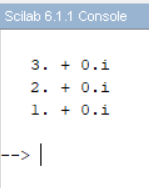 Scilab 6.1.1 Console
3. + 0.i
2. + 0.i
1. + 0.i
-->